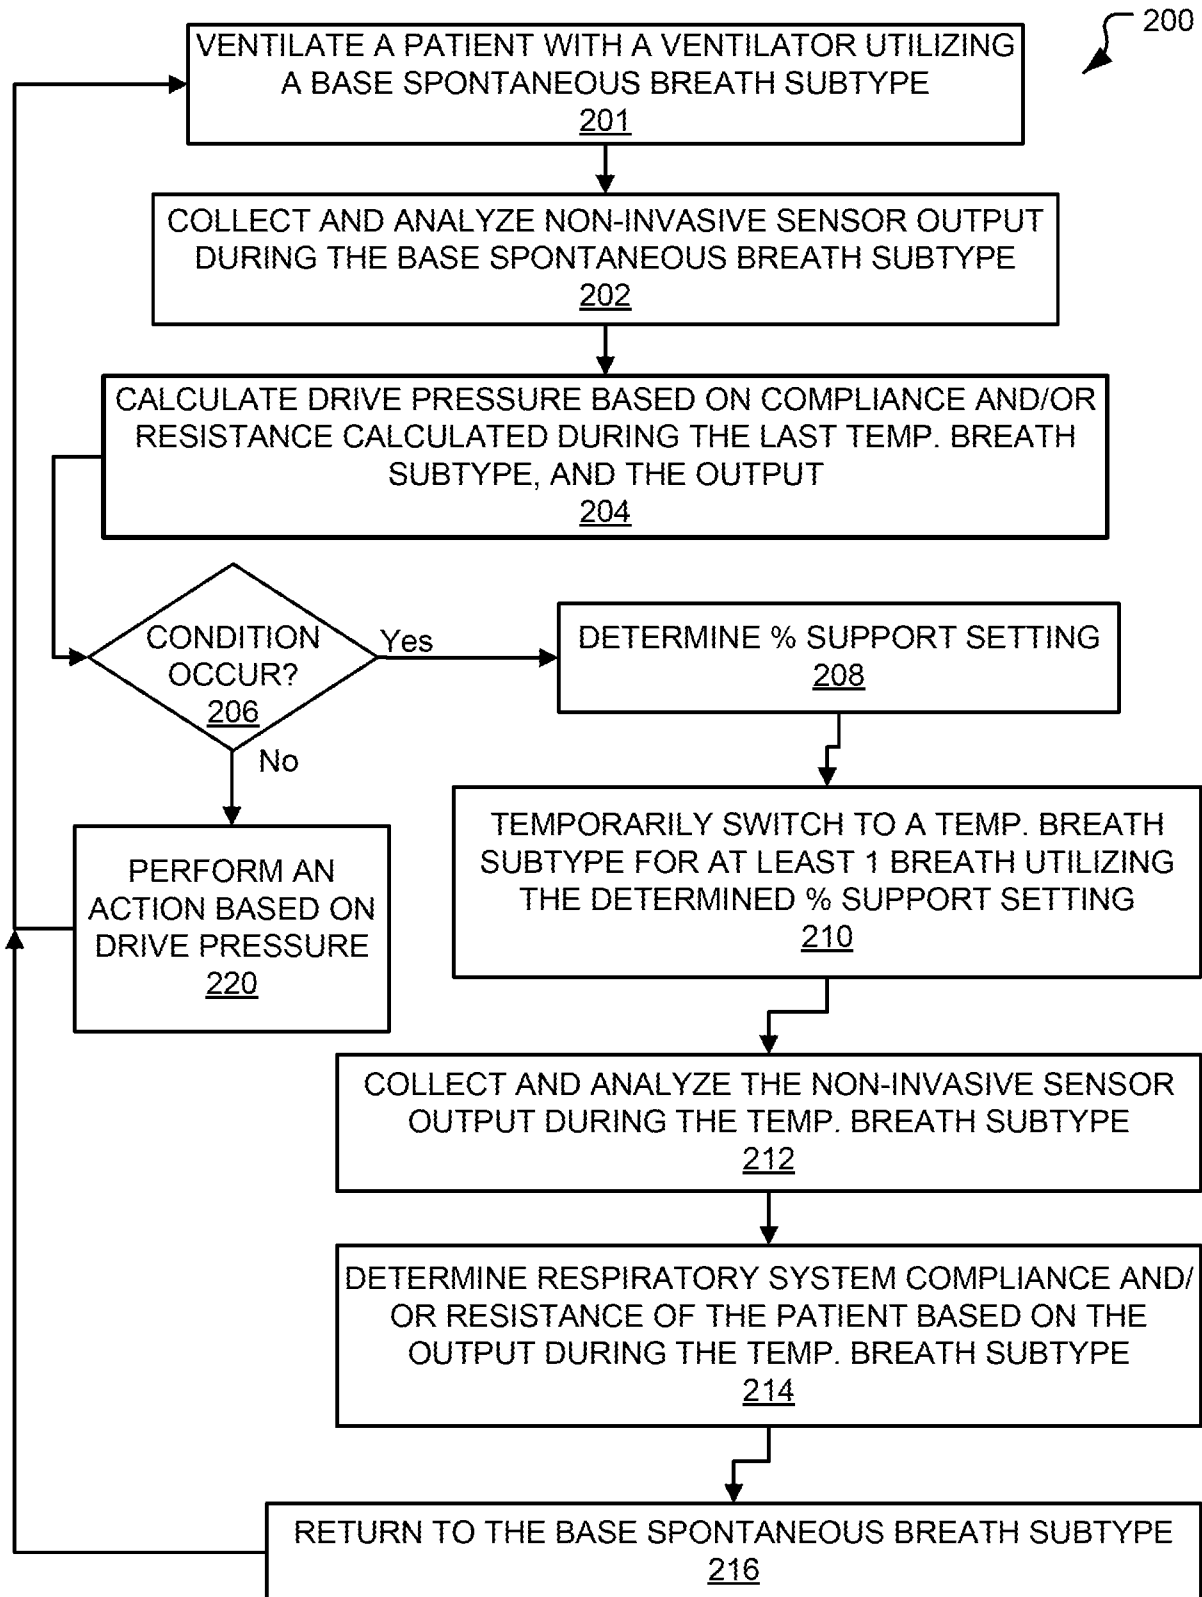 200
VENTILATE A PATIENT WITH A VENTILATOR UTILIZING
A BASE SPONTANEOUS BREATH SUBTYPE
201
COLLECT AND ANALYZE NON-INVASIVE SENSOR OUTPUT
DURING THE BASE SPONTANEOUS BREATH SUBTYPE
202
CALCULATE DRIVE PRESSURE BASED ON COMPLIANCE AND/OR
RESISTANCE CALCULATED DURING THE LAST TEMP. BREATH
SUBTYPE, AND THE OUTPUT
204
CONDITION
OCCUR?
206
Yes
No
DETERMINE % SUPPORT SETTING
208
TEMPORARILY SWITCH TO A TEMP. BREATH
SUBTYPE FOR AT LEAST 1 BREATH UTILIZING
THE DETERMINED % SUPPORT SETTING
210
PERFORM AN
ACTION BASED ON
DRIVE PRESSURE
220
COLLECT AND ANALYZE THE NON-INVASIVE SENSOR
OUTPUT DURING THE TEMP. BREATH SUBTYPE
212
DETERMINE RESPIRATORY SYSTEM COMPLIANCE AND/
OR RESISTANCE OF THE PATIENT BASED ON THE
OUTPUT DURING THE TEMP. BREATH SUBTYPE
214
RETURN TO THE BASE SPONTANEOUS BREATH SUBTYPE
216